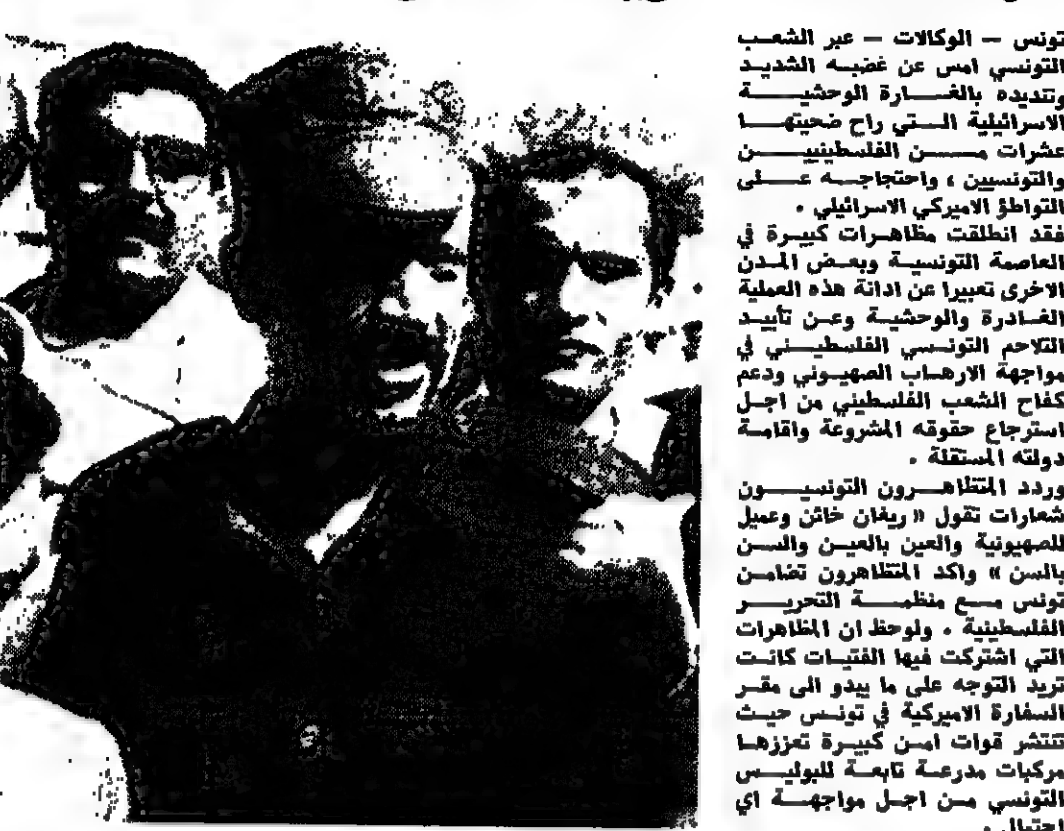 تونس — الوكالات — عبر الشعب
التونسي امس عن غضبه الشديد
وتنديده بالغارة الوحشية
الاسرائيلية التي راح ضحيتها
عشرات من الفلسطينيين
والتونسيين ، واحتجاجه على
التواطؤ الاميركي الاسرائيلي .
فقد انطلقت مظاهرات كبيرة في
العاصمة التونسية وبعض المدن
الاخرى تعبيرا عن ادانة هذه العملية
الغادرة والوحشية وعن تأييد
التلاحم التونسي الفلسطيني في
مواجهة الارهاب الصهيوني ودعم
كفاح الشعب الفلسطيني من اجل
استرجاع حقوقه المشروعة واقامة
دولته المستقلة .
وردد المتظاهرون التونسيون
شعارات تقول « ريغان خائن وعميل
للصهيونية والعين بالعين والسن
بالسن » واكد المتظاهرون تضامن
تونس مع منظمة التحرير
الفلسطينية . ولوحظ ان المظاهرات
التي اشتركت فيها الفتيات كانت
تريد التوجه على ما يبدو الى مقر
السفارة الاميركية في تونس حيث
تنتشر قوات امن كبيرة تعززها
مركبات مدرعة تابعة للبوليس
التونسي من اجل مواجهة اي
احتمال .